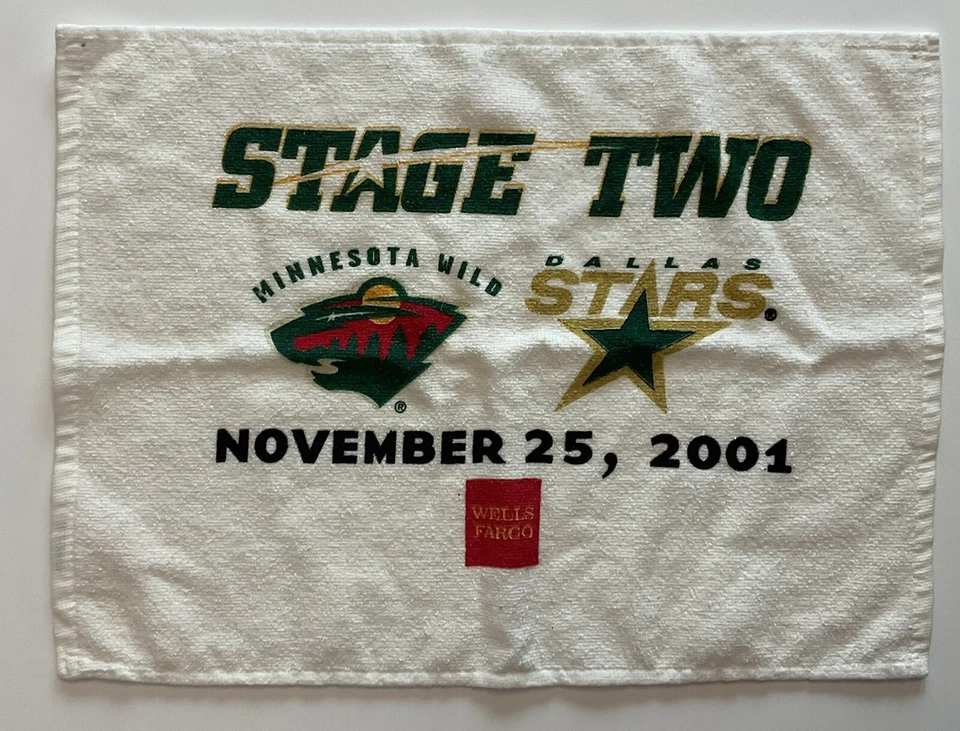 STAGE TWO
MINNESOTA WILD
®
DALLAS
STARS®
NOVEMBER 25, 2001
WELLS
FARGO